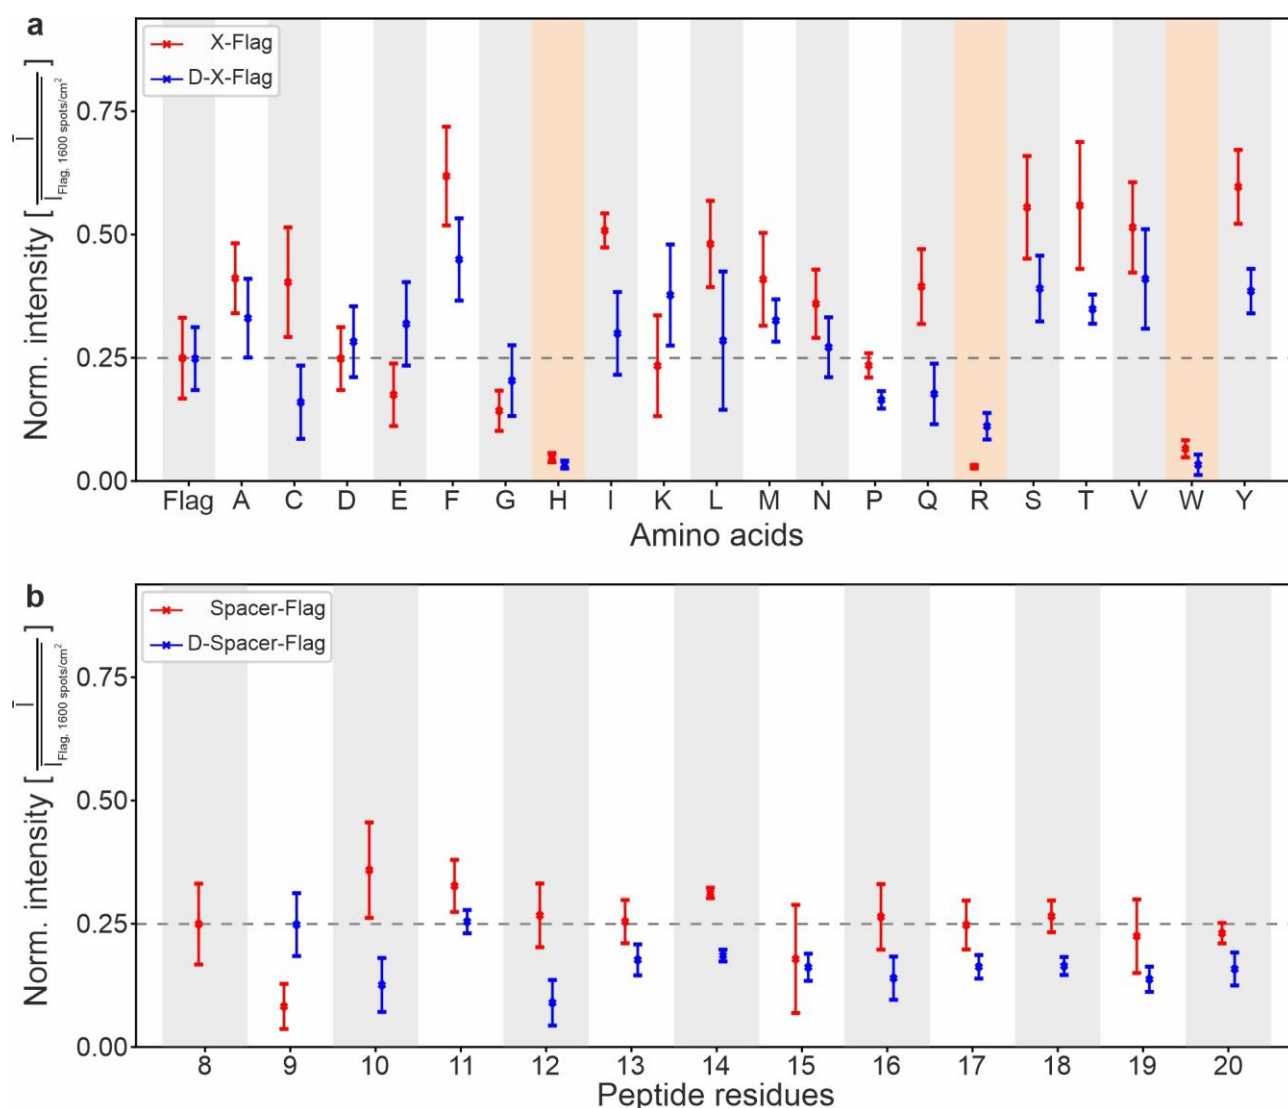 a
X-Flag
D-X-Flag
Norm. intensity [ Ī / Ī Flag, 1600 spots/cm² ]
0.75
0.50
0.25
0.00
Flag A C D E F G H I K L M N P Q R S T V W Y
Amino acids
b
Spacer-Flag
D-Spacer-Flag
Norm. intensity [ Ī / Ī Flag, 1600 spots/cm² ]
0.75
0.50
0.25
0.00
8 9 10 11 12 13 14 15 16 17 18 19 20
Peptide residues